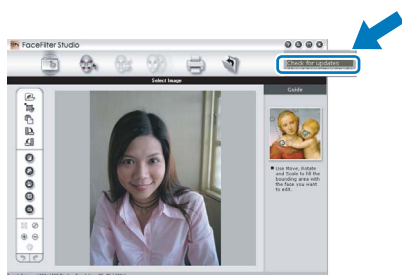 FaceFilter Studio
Check for updates
Select Image
Guide
Use Move, Rotate
and Scale to fill the
bounding area with
the face you want
to edit.